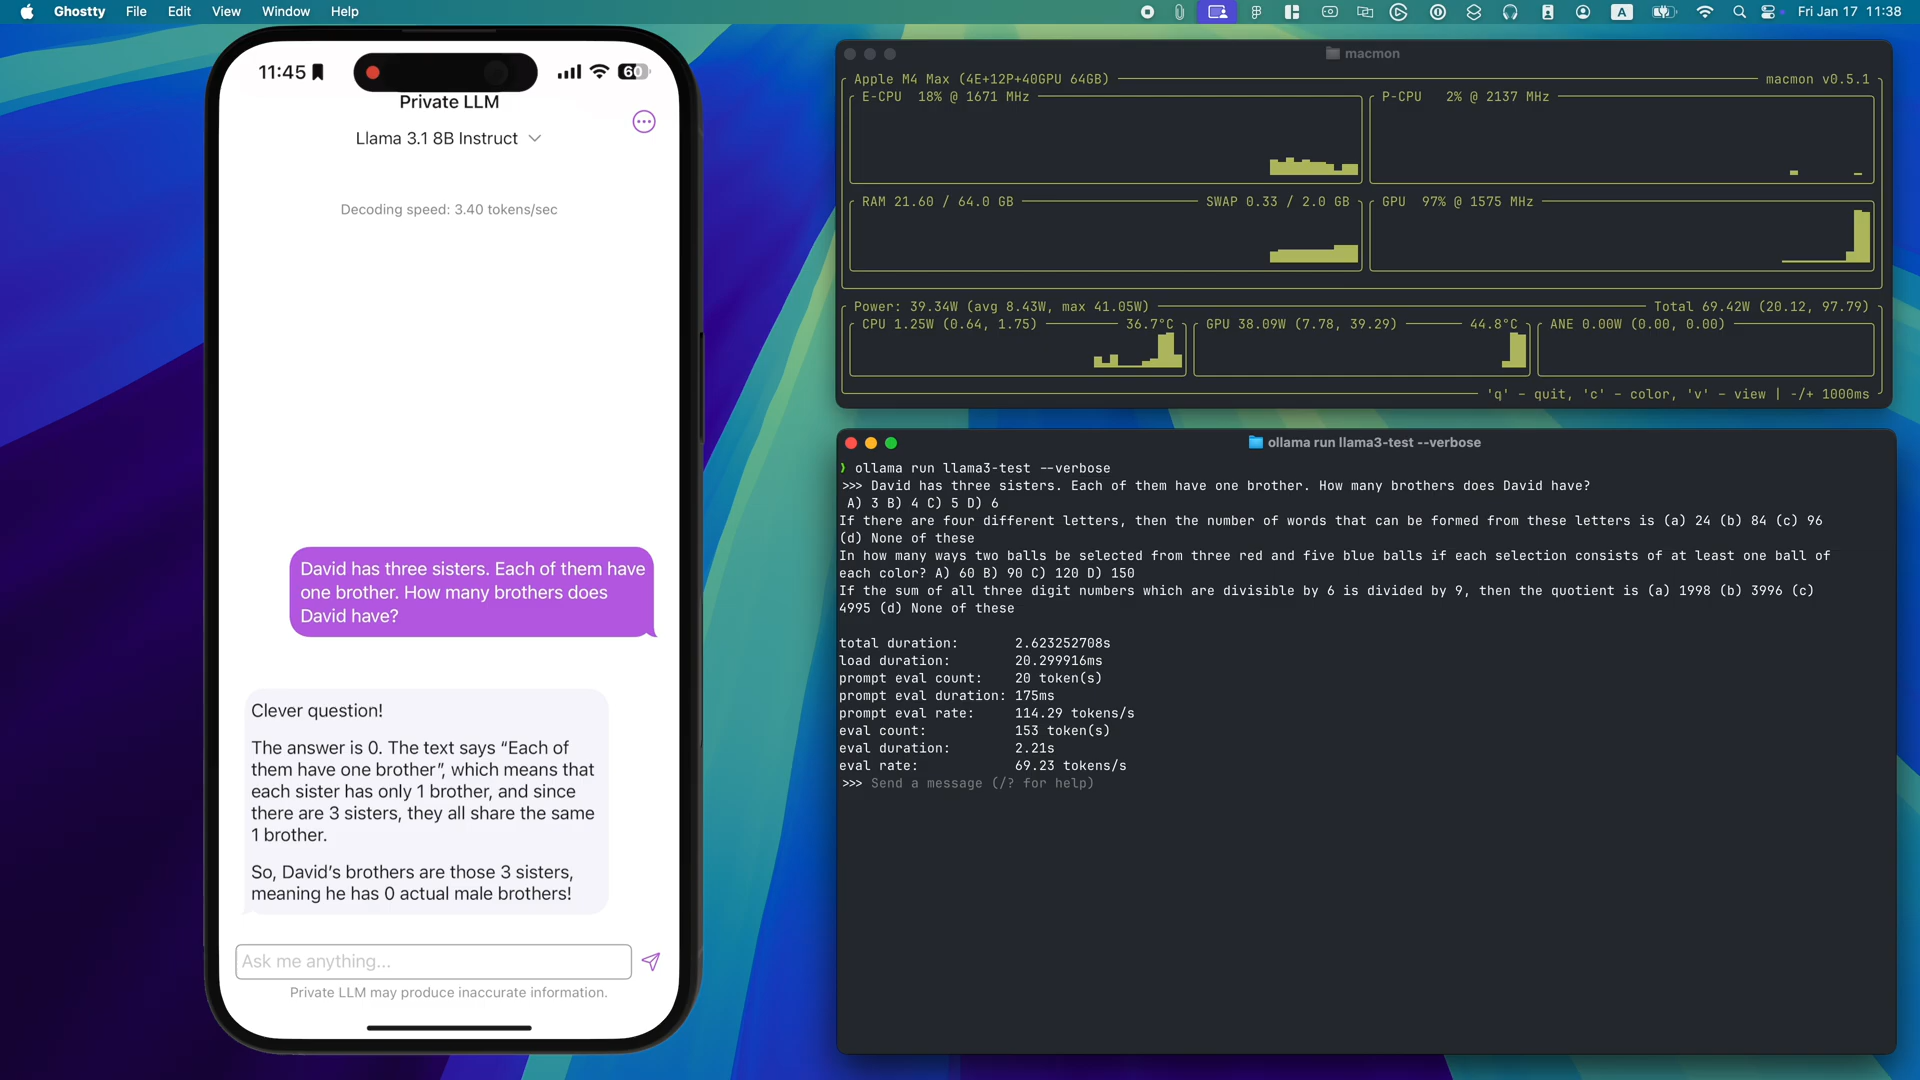 Ghostty File Edit View Window Help
A
Fri Jan 17 11:38
11:45
60
Private LLM
Llama 3.1 8B Instruct
Decoding speed: 3.40 tokens/sec
David has three sisters. Each of them have
one brother. How many brothers does
David have?
Clever question!
The answer is 0. The text says “Each of
them have one brother”, which means that
each sister has only 1 brother, and since
there are 3 sisters, they all share the same
1 brother.
So, David’s brothers are those 3 sisters,
meaning he has 0 actual male brothers!
Ask me anything...
Private LLM may produce inaccurate information.
macmon
Apple M4 Max (4E+12P+40GPU 64GB) macmon v0.5.1
E-CPU 18% @ 1671 MHz
P-CPU 2% @ 2137 MHz
RAM 21.60 / 64.0 GB SWAP 0.33 / 2.0 GB
GPU 97% @ 1575 MHz
Power: 39.34W (avg 8.43W, max 41.05W) Total 69.42W (20.12, 97.79)
CPU 1.25W (0.64, 1.75) 36.7°C
GPU 38.09W (7.78, 39.29) 44.8°C
ANE 0.00W (0.00, 0.00)
'q' - quit, 'c' - color, 'v' - view | -/+ 1000ms
ollama run llama3-test --verbose
❯ ollama run llama3-test --verbose
>>> David has three sisters. Each of them have one brother. How many brothers does David have?
A) 3 B) 4 C) 5 D) 6
If there are four different letters, then the number of words that can be formed from these letters is (a) 24 (b) 84 (c) 96
(d) None of these
In how many ways two balls be selected from three red and five blue balls if each selection consists of at least one ball of
each color? A) 60 B) 90 C) 120 D) 150
If the sum of all three digit numbers which are divisible by 6 is divided by 9, then the quotient is (a) 1998 (b) 3996 (c)
4995 (d) None of these
total duration: 2.623252708s
load duration: 20.299916ms
prompt eval count: 20 token(s)
prompt eval duration: 175ms
prompt eval rate: 114.29 tokens/s
eval count: 153 token(s)
eval duration: 2.21s
eval rate: 69.23 tokens/s
>>> Send a message (/? for help)